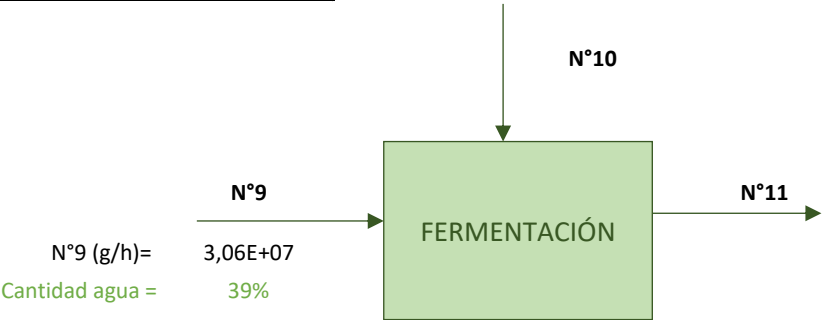 N°10
N°9
N°11
FERMENTACIÓN
N°9 (g/h)= 3,06E+07
Cantidad agua = 39%